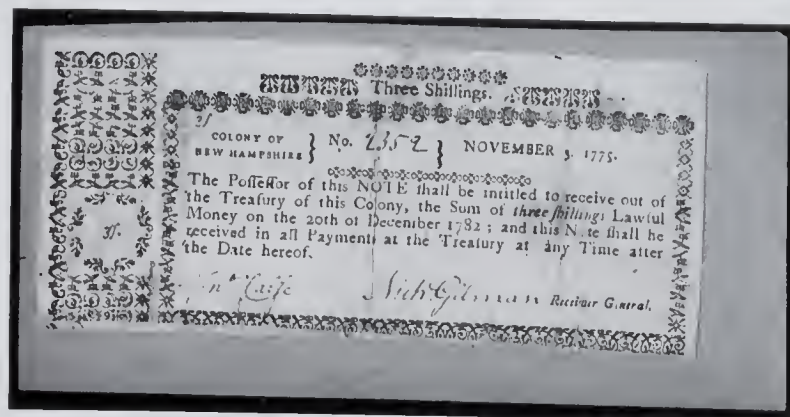 Three Shillings.
3ſ
COLONY OF
NEW HAMPSHIRE } No. 2352 } NOVEMBER 3. 1775.
The Poſſeſſor of this NOTE ſhall be intitled to receive out of
the Treaſury of this Colony, the Sum of three ſhillings Lawful
Money on the 20th of December 1782 ; and this Note ſhall be
received in all Payments at the Treaſury at any Time after
the Date hereof.
3ſ.
Nichˢ Gilman Receiver General.